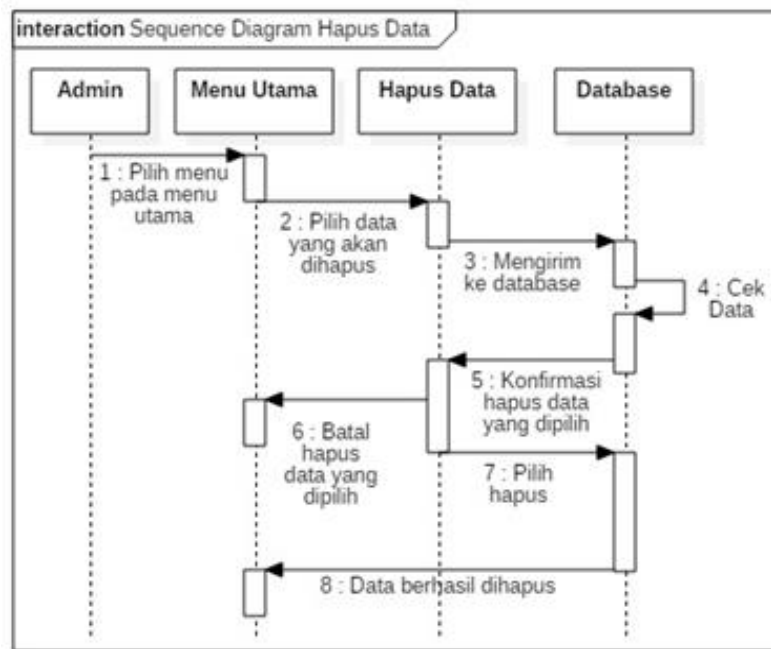 interaction Sequence Diagram Hapus Data
Admin
Menu Utama
Hapus Data
Database
1 : Pilih menu
pada menu
utama
2 : Pilih data
yang akan
dihapus
3 : Mengirim
ke database
4 : Cek
Data
5 : Konfirmasi
hapus data
yang dipilih
6 : Batal
hapus
data yang
dipilih
7 : Pilih
hapus
8 : Data berhasil dihapus